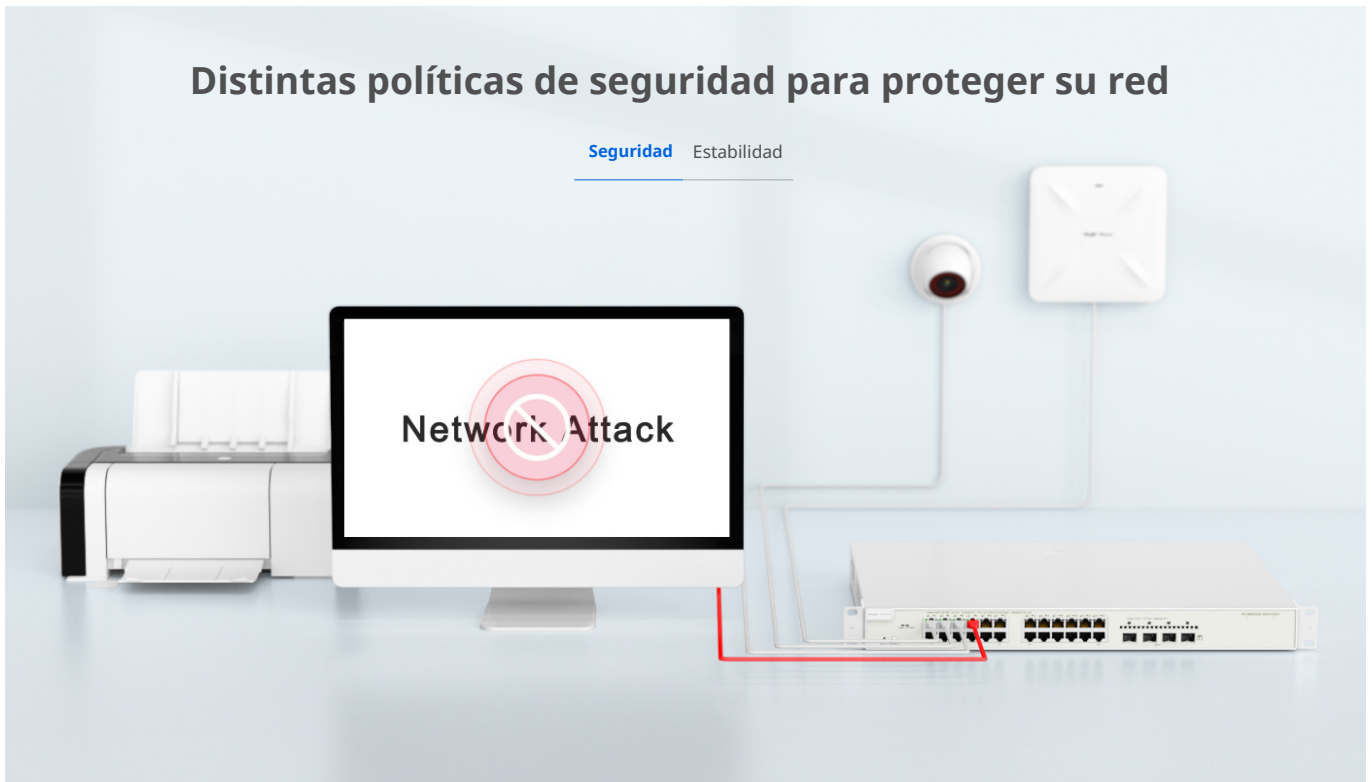 Distintas políticas de seguridad para proteger su red
Seguridad Estabilidad
Network Attack